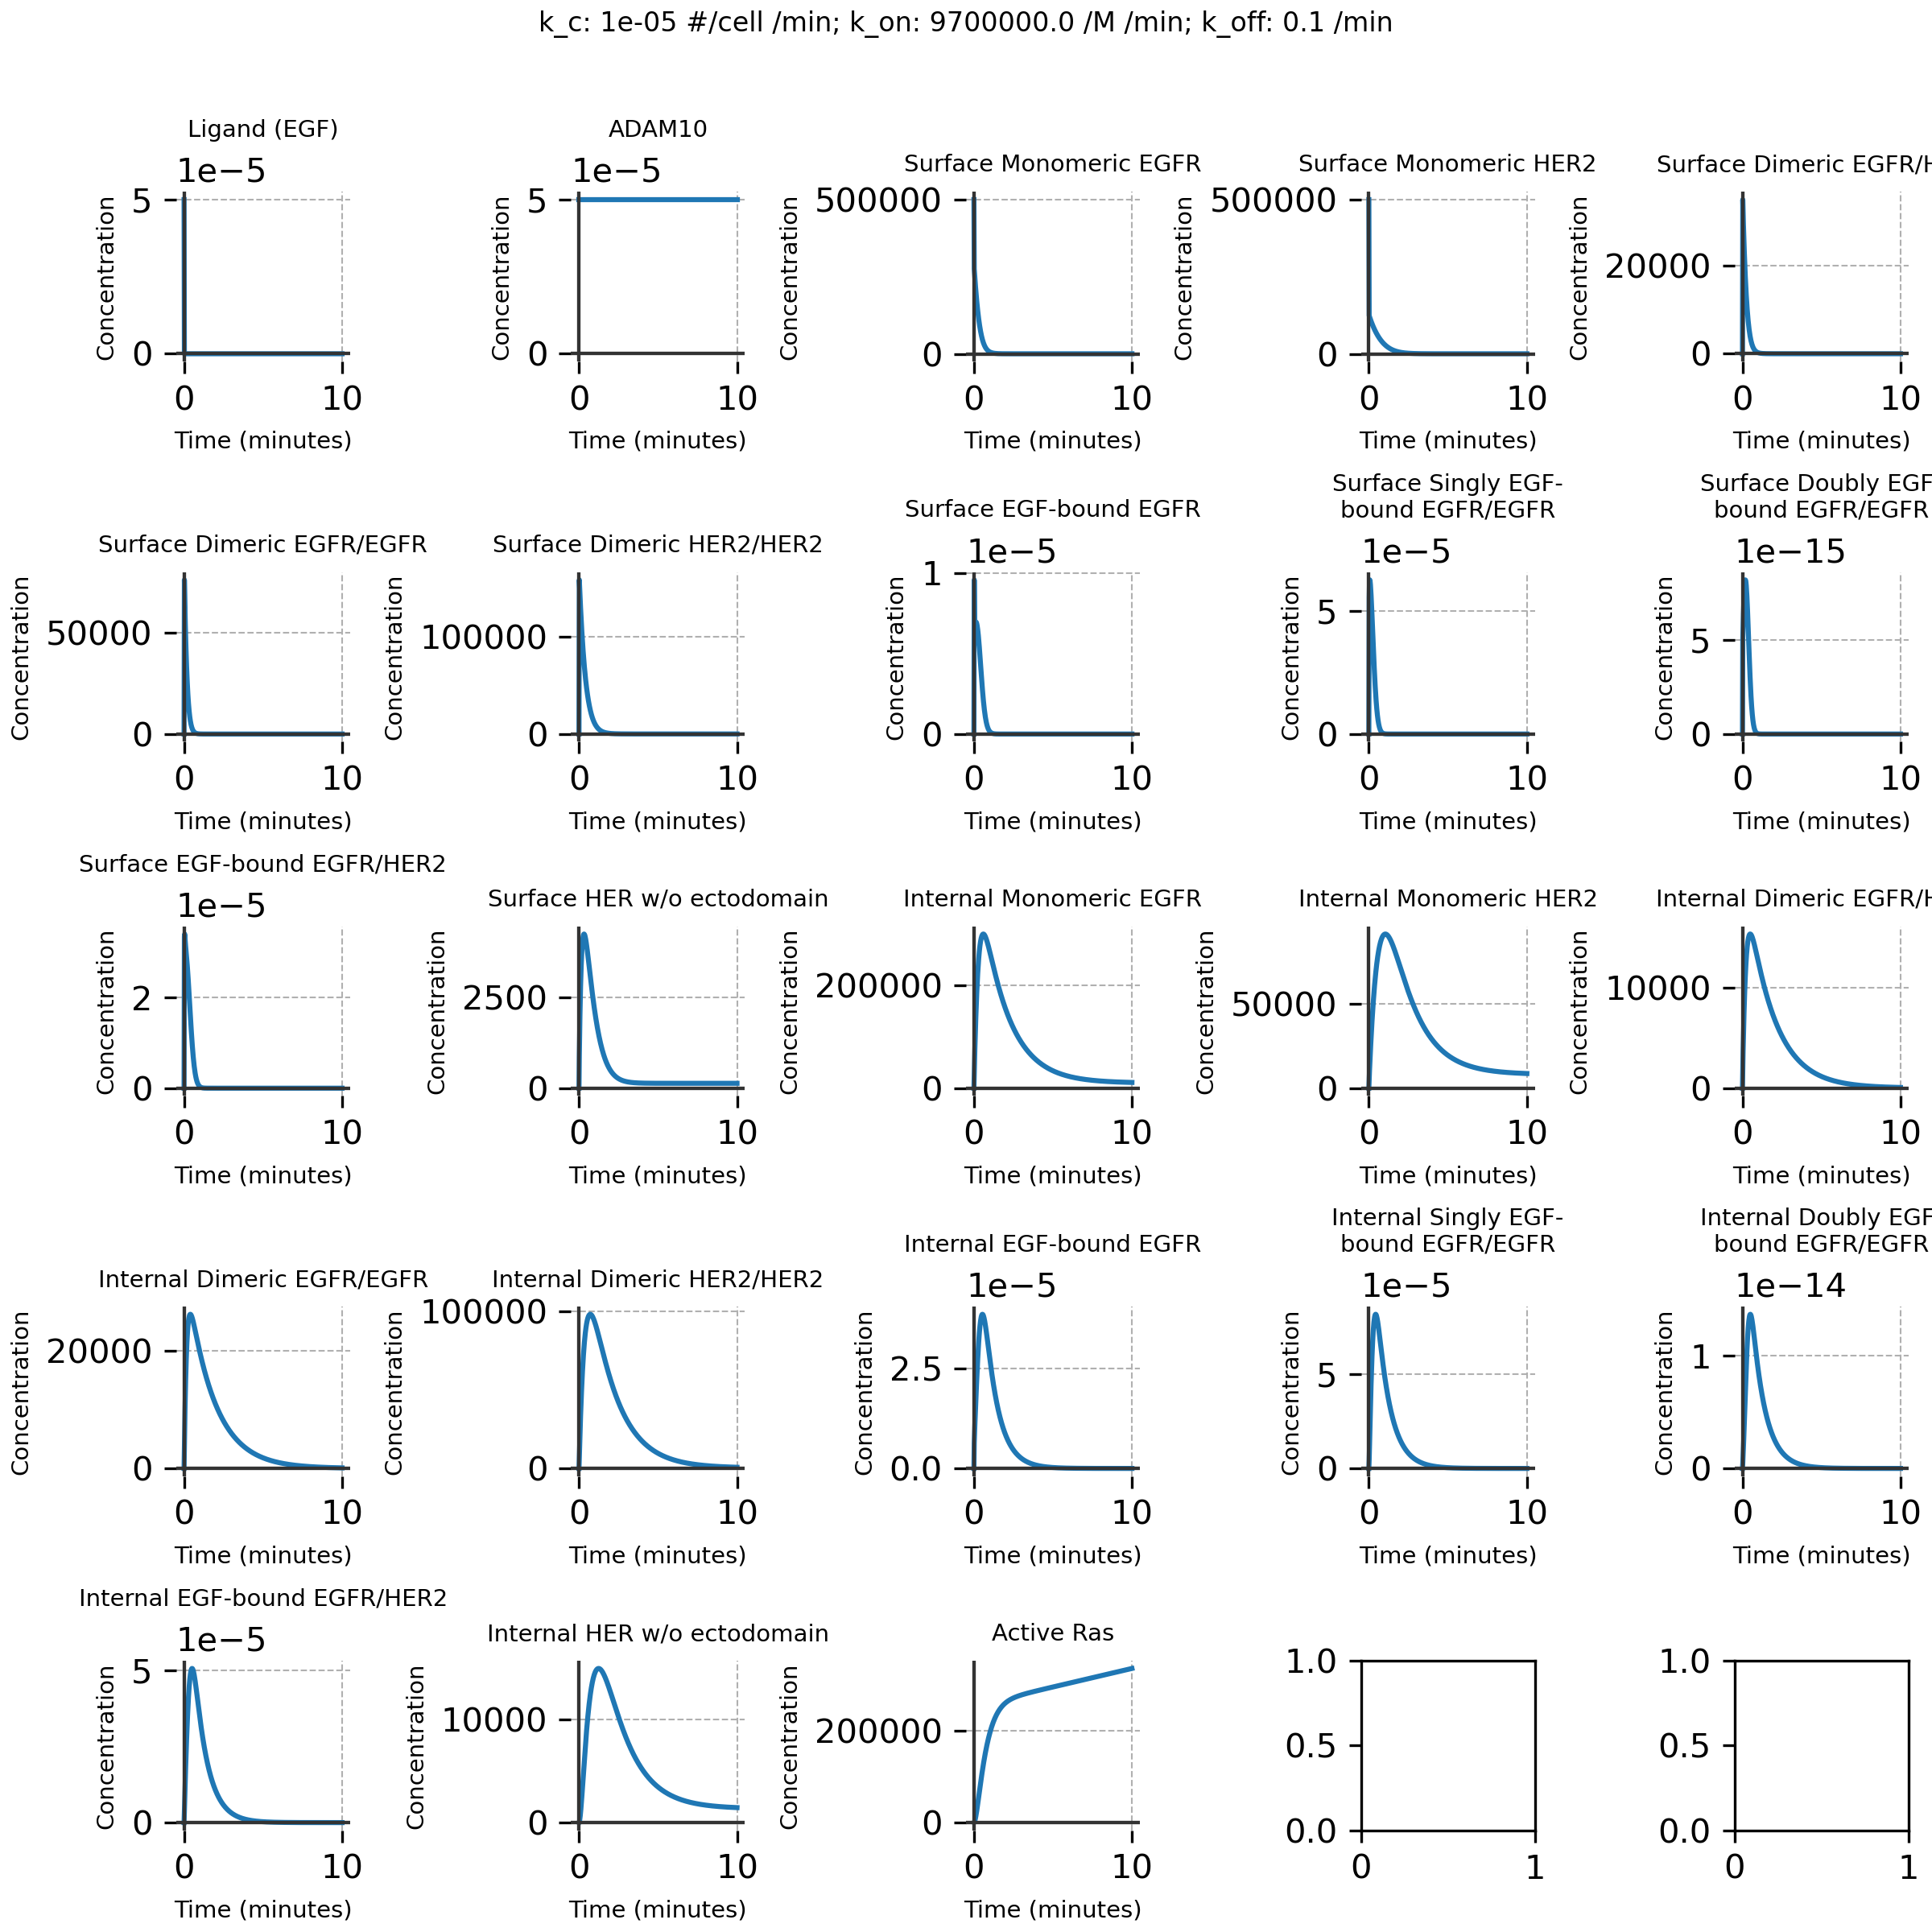 k_c: 1e-05 #/cell /min; k_on: 9700000.0 /M /min; k_off: 0.1 /min
Ligand (EGF)
1e−5
5
0
Concentration
0 10
Time (minutes)
ADAM10
1e−5
5
0
Concentration
0 10
Time (minutes)
Surface Monomeric EGFR
500000
0
Concentration
0 10
Time (minutes)
Surface Monomeric HER2
500000
0
Concentration
0 10
Time (minutes)
Surface Dimeric EGFR/H
20000
0
Concentration
0 10
Time (minutes)
Surface Dimeric EGFR/EGFR
50000
0
Concentration
0 10
Time (minutes)
Surface Dimeric HER2/HER2
100000
0
Concentration
0 10
Time (minutes)
Surface EGF-bound EGFR
1e−5
1
0
Concentration
0 10
Time (minutes)
Surface Singly EGF-
bound EGFR/EGFR
1e−5
5
0
Concentration
0 10
Time (minutes)
Surface Doubly EGF
bound EGFR/EGFR
1e−15
5
0
Concentration
0 10
Time (minutes)
Surface EGF-bound EGFR/HER2
1e−5
2
0
Concentration
0 10
Time (minutes)
Surface HER w/o ectodomain
2500
0
Concentration
0 10
Time (minutes)
Internal Monomeric EGFR
200000
0
Concentration
0 10
Time (minutes)
Internal Monomeric HER2
50000
0
Concentration
0 10
Time (minutes)
Internal Dimeric EGFR/H
10000
0
Concentration
0 10
Time (minutes)
Internal Dimeric EGFR/EGFR
20000
0
Concentration
0 10
Time (minutes)
Internal Dimeric HER2/HER2
100000
0
Concentration
0 10
Time (minutes)
Internal EGF-bound EGFR
1e−5
2.5
0.0
Concentration
0 10
Time (minutes)
Internal Singly EGF-
bound EGFR/EGFR
1e−5
5
0
Concentration
0 10
Time (minutes)
Internal Doubly EGF
bound EGFR/EGFR
1e−14
1
0
Concentration
0 10
Time (minutes)
Internal EGF-bound EGFR/HER2
1e−5
5
0
Concentration
0 10
Time (minutes)
Internal HER w/o ectodomain
10000
0
Concentration
0 10
Time (minutes)
Active Ras
200000
0
Concentration
0 10
Time (minutes)
1.0
0.5
0.0
0 1
1.0
0.5
0.0
0 1